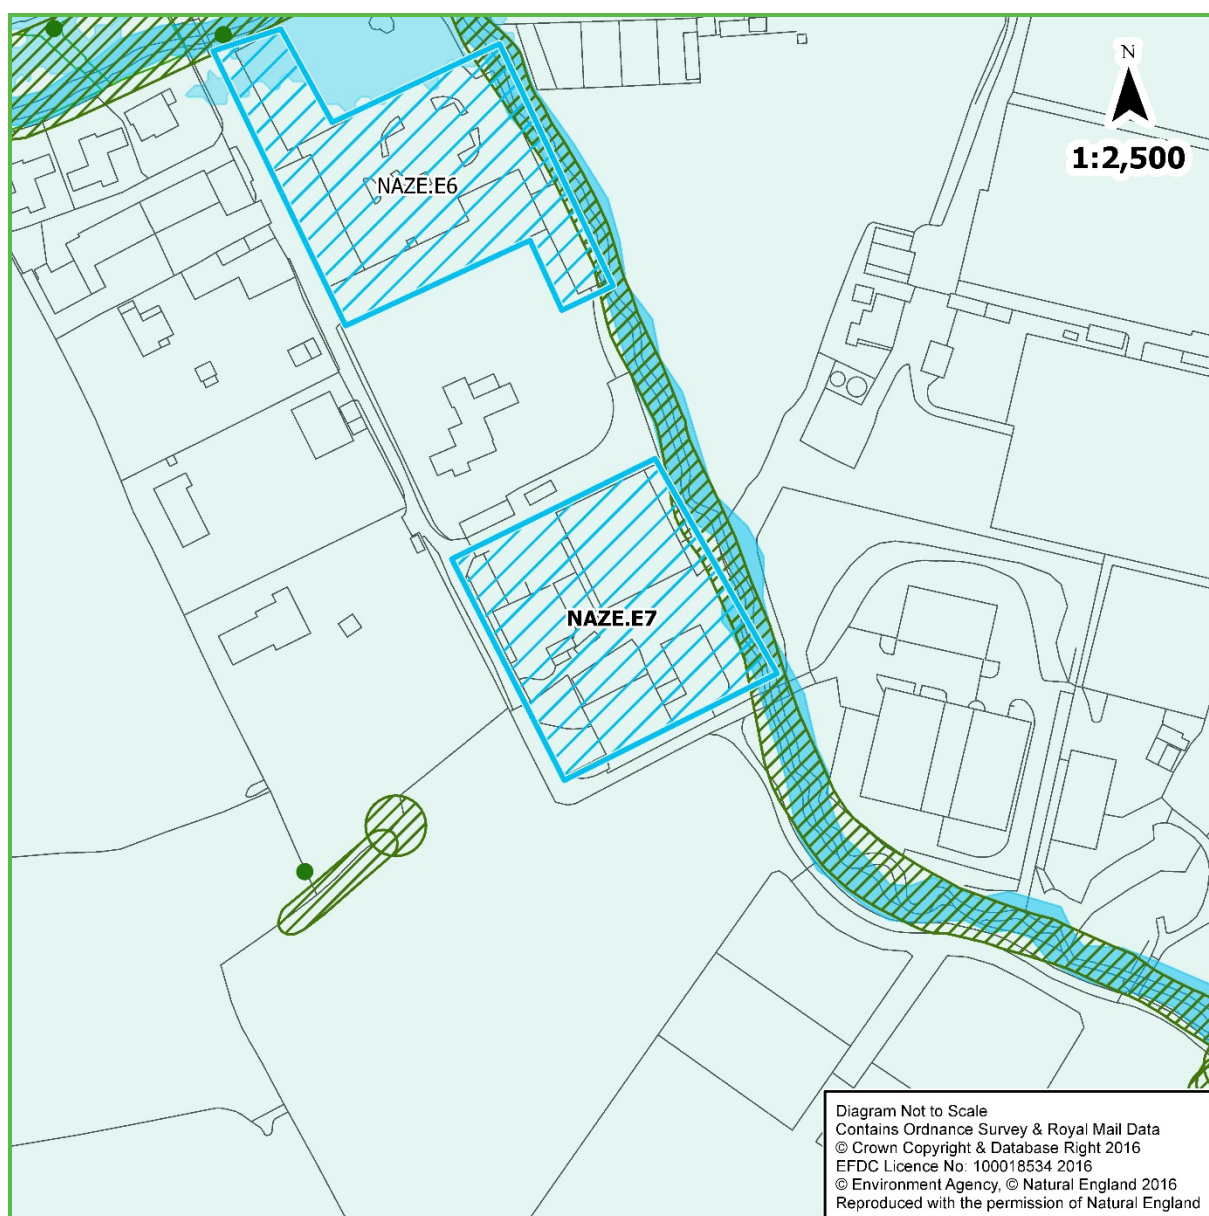 N
1:2,500
NAZE.E6
NAZE.E7
Diagram Not to Scale
Contains Ordnance Survey & Royal Mail Data
© Crown Copyright & Database Right 2016
EFDC Licence No: 100018534 2016
© Environment Agency, © Natural England 2016
Reproduced with the permission of Natural England